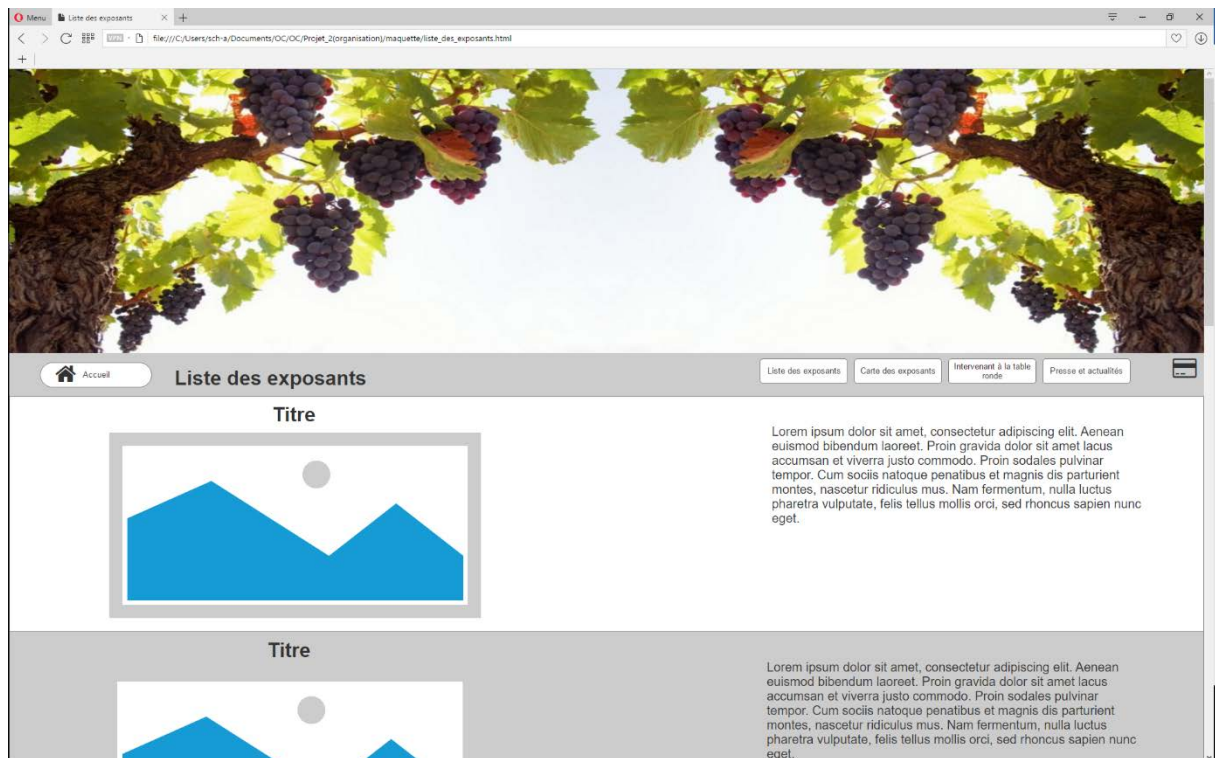 Menu
Liste des exposants
VPN
file:///C:/Users/sch-a/Documents/OC/OC/Projet_2(organisation)/maquette/liste_des_exposants.html
Accueil
Liste des exposants
Liste des exposants
Carte des exposants
Intervenant à la table
ronde
Presse et actualités
Titre
Lorem ipsum dolor sit amet, consectetur adipiscing elit. Aenean
euismod bibendum laoreet. Proin gravida dolor sit amet lacus
accumsan et viverra justo commodo. Proin sodales pulvinar
tempor. Cum sociis natoque penatibus et magnis dis parturient
montes, nascetur ridiculus mus. Nam fermentum, nulla luctus
pharetra vulputate, felis tellus mollis orci, sed rhoncus sapien nunc
eget.
Titre
Lorem ipsum dolor sit amet, consectetur adipiscing elit. Aenean
euismod bibendum laoreet. Proin gravida dolor sit amet lacus
accumsan et viverra justo commodo. Proin sodales pulvinar
tempor. Cum sociis natoque penatibus et magnis dis parturient
montes, nascetur ridiculus mus. Nam fermentum, nulla luctus
pharetra vulputate, felis tellus mollis orci, sed rhoncus sapien nunc
eget.